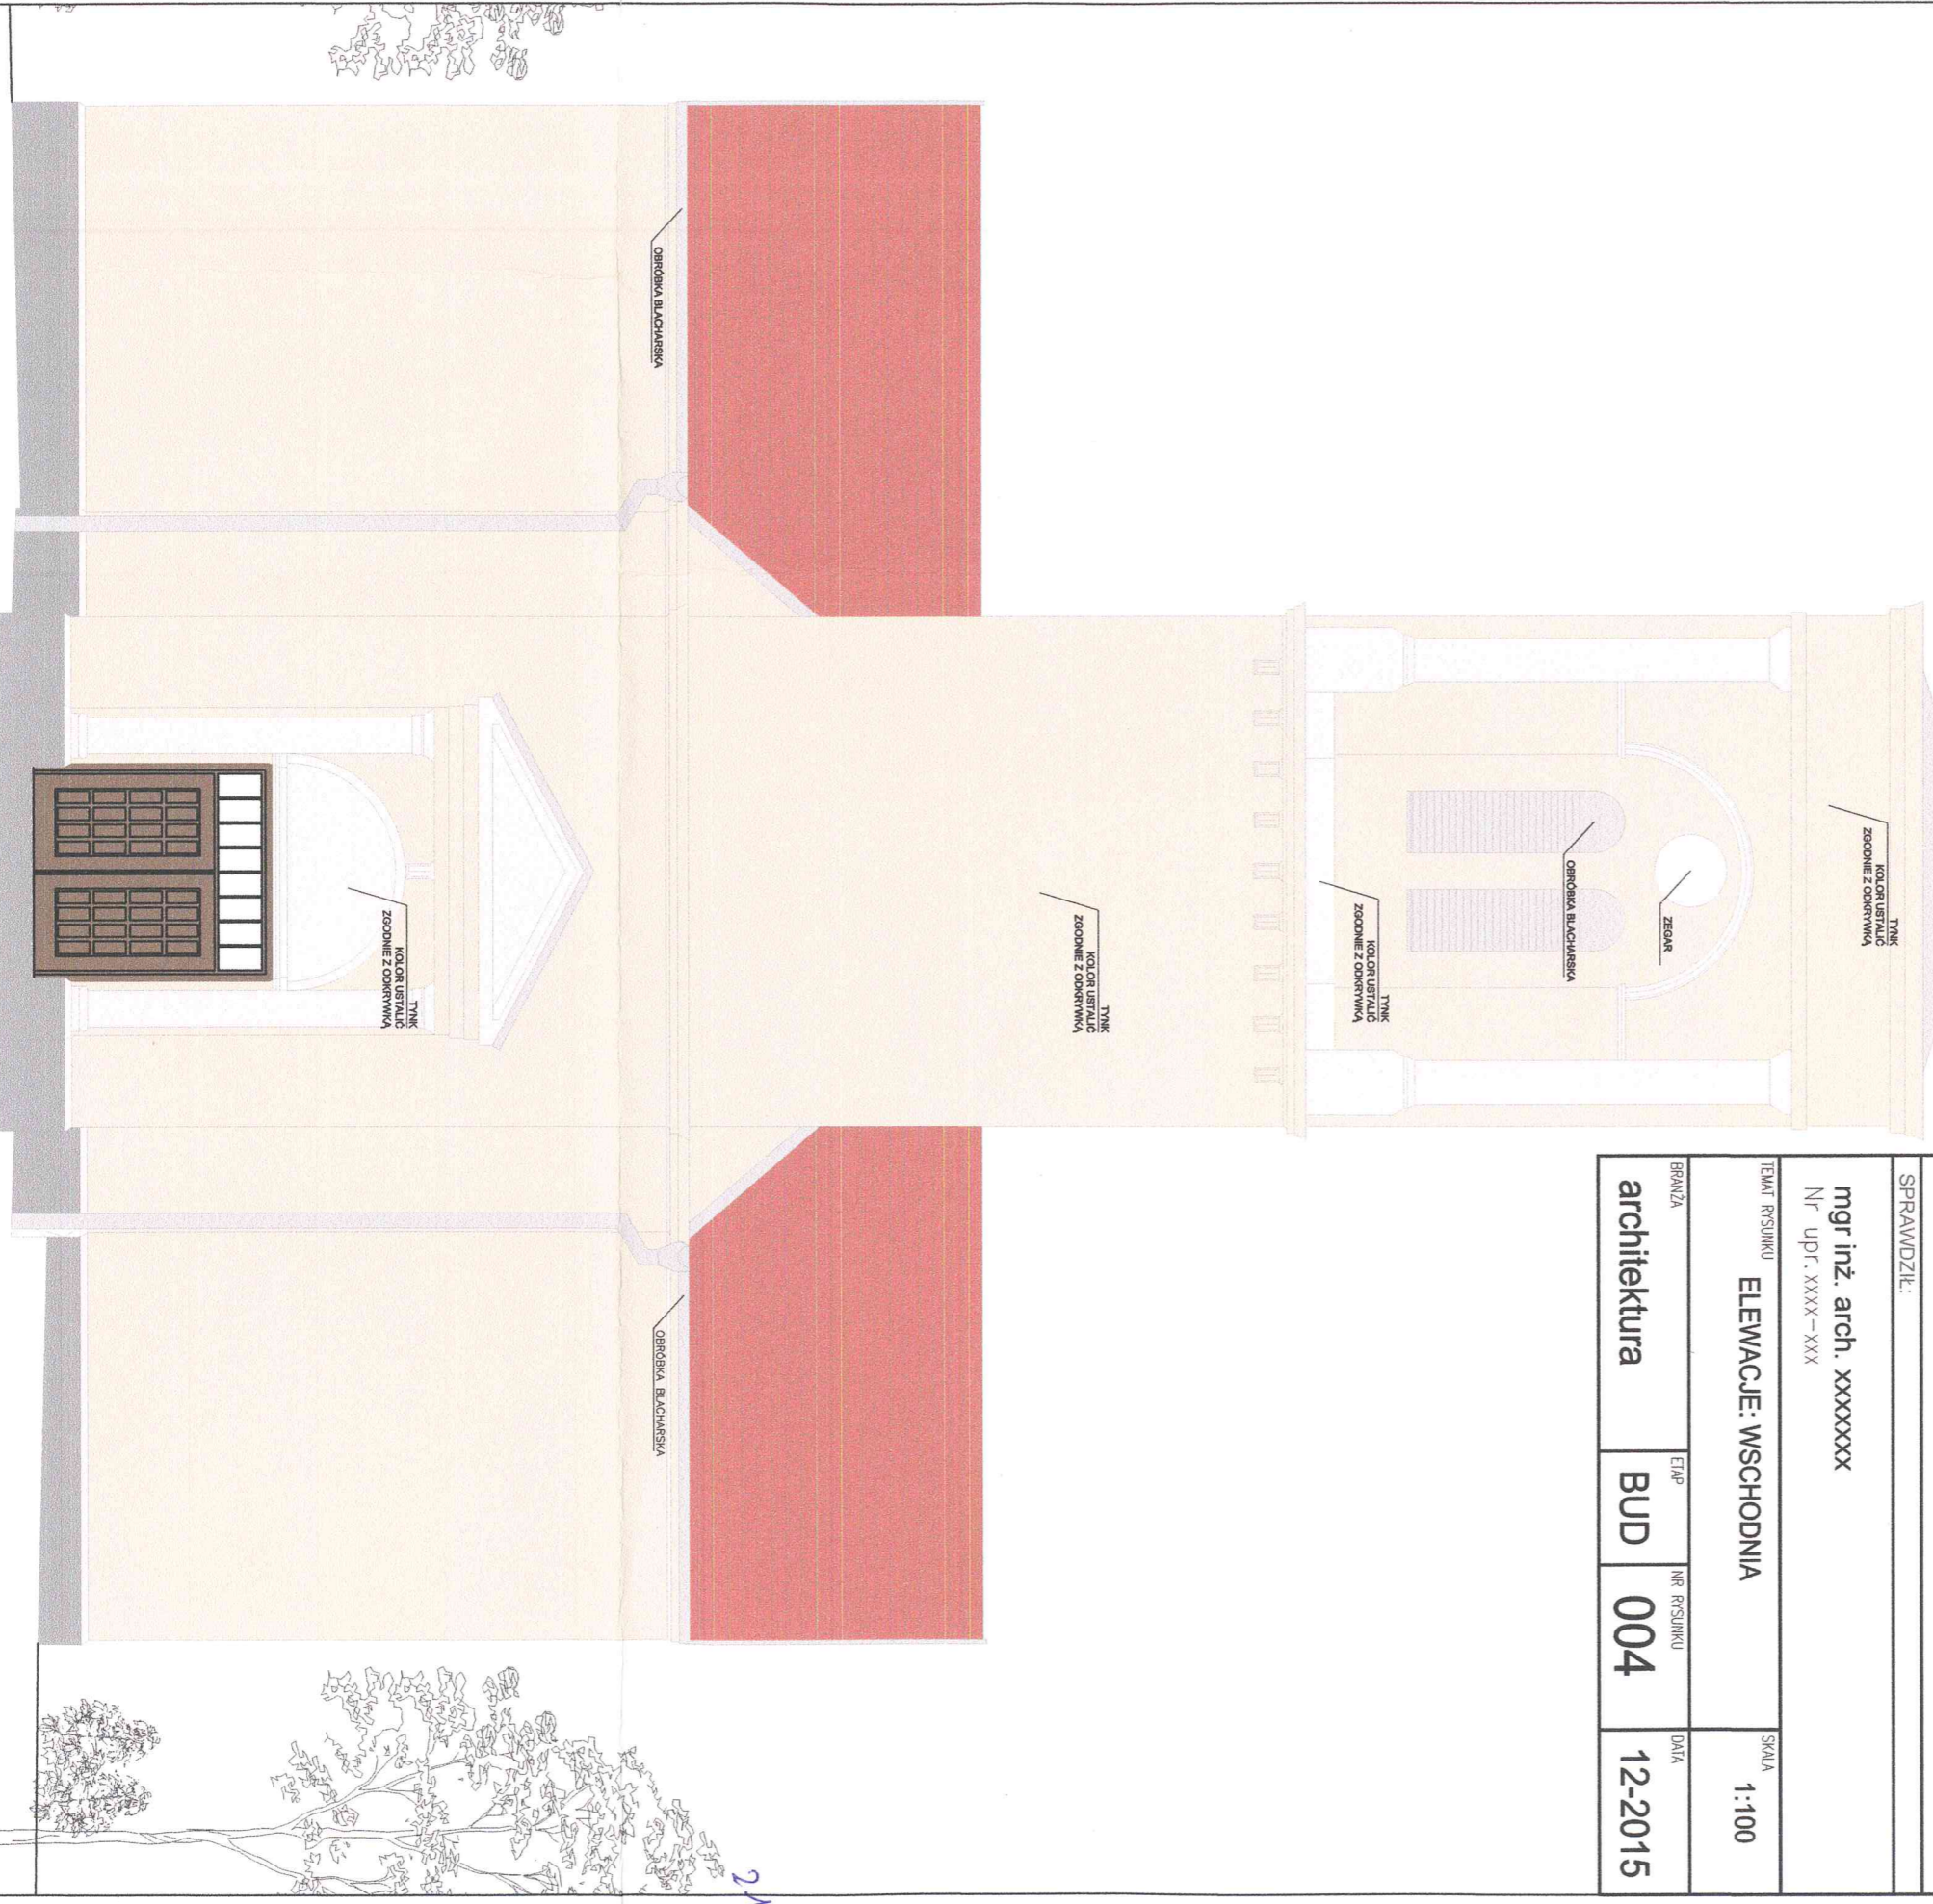 SPRAWDZIŁ:
mgr inż. arch. xxxxxxx
Nr upr. xxxx-xxx
TEMAT RYSUNKU
ELEWACJE: WSCHODNIA
SKALA
1:100
BRANŻA
architektura
ETAP
BUD
NR RYSUNKU
004
DATA
12-2015
TYNK
KOLOR USTALIĆ
ZGODNIE Z ODKRYWKĄ
ZEGAR
OBRÓBKA BLACHARSKA
TYNK
KOLOR USTALIĆ
ZGODNIE Z ODKRYWKĄ
TYNK
KOLOR USTALIĆ
ZGODNIE Z ODKRYWKĄ
OBRÓBKA BLACHARSKA
OBRÓBKA BLACHARSKA
TYNK
KOLOR USTALIĆ
ZGODNIE Z ODKRYWKĄ